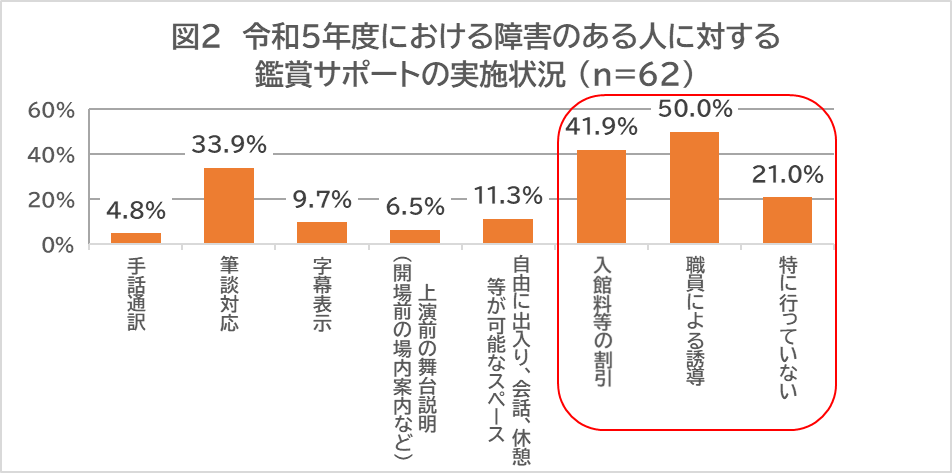 図2　令和5年度における障害のある人に対する
鑑賞サポートの実施状況（n=62）
60%
40%
20%
0%
4.8%
33.9%
9.7%
6.5%
11.3%
41.9%
50.0%
21.0%
手話通訳
筆談対応
字幕表示
上演前の舞台説明
（開場前の場内案内など）
自由に出入り、会話、休憩
等が可能なスペース
入館料等の割引
職員による誘導
特に行っていない